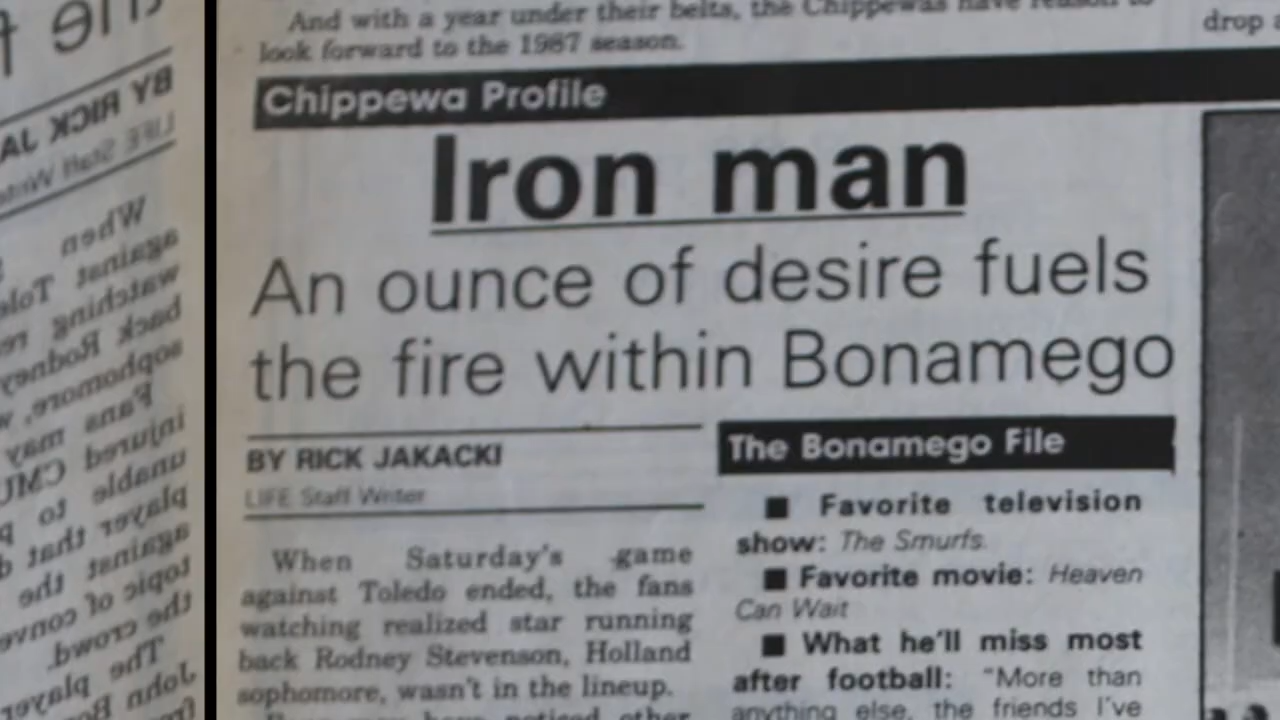 And with a year under their belts, the Chippewas have reason to
look forward to the 1987 season.
drop
Chippewa Profile
Iron man
An ounce of desire fuels
the fire within Bonamego
BY RICK JAKACKI
LIFE Staff Writer
When Saturday's game
against Toledo ended, the fans
watching realized star running
back Rodney Stevenson, Holland
sophomore, wasn't in the lineup.
The Bonamego File
■ Favorite television
show: The Smurfs.
■ Favorite movie: Heaven
Can Wait
■ What he'll miss most
after football: “More than
anything else, the friends I've
BY RICK JA
LIFE Staff Write
When
against Tole
watching re
back Rodney
sophomore, w
Fans may
injured CMU
unable to p
player that d
against the
topic of conve
the crowd.
The player
John Bo